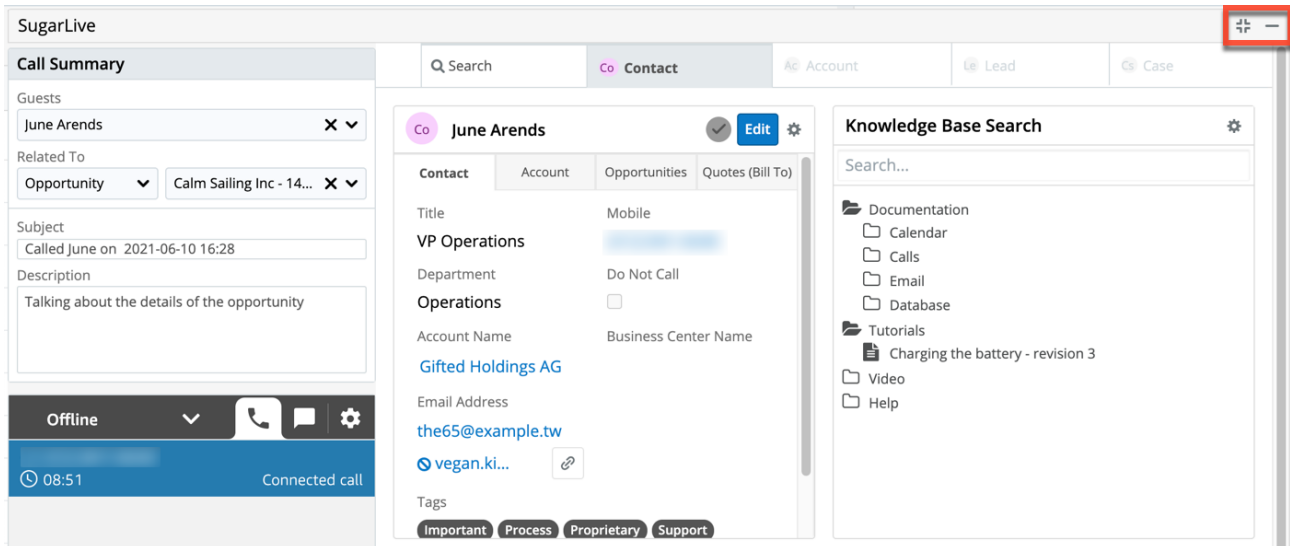 SugarLive
Call Summary
Guests
June Arends
Related To
Opportunity
Calm Sailing Inc - 14...
Subject
Called June on 2021-06-10 16:28
Description
Talking about the details of the opportunity
Offline
08:51
Connected call
Search
Co Contact
Ac Account
Le Lead
Cs Case
Co June Arends
Edit
Contact
Account
Opportunities
Quotes (Bill To)
Title
Mobile
VP Operations
Department
Do Not Call
Operations
Account Name
Business Center Name
Gifted Holdings AG
Email Address
the65@example.tw
vegan.ki...
Tags
Important
Process
Proprietary
Support
Knowledge Base Search
Search...
Documentation
Calendar
Calls
Email
Database
Tutorials
Charging the battery - revision 3
Video
Help